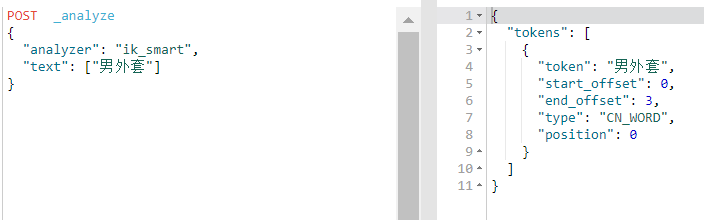 POST _analyze
{
"analyzer": "ik_smart",
"text": ["男外套"]
}
1 {
2 "tokens": [
3 {
4 "token": "男外套",
5 "start_offset": 0,
6 "end_offset": 3,
7 "type": "CN_WORD",
8 "position": 0
9 }
10 ]
11 }